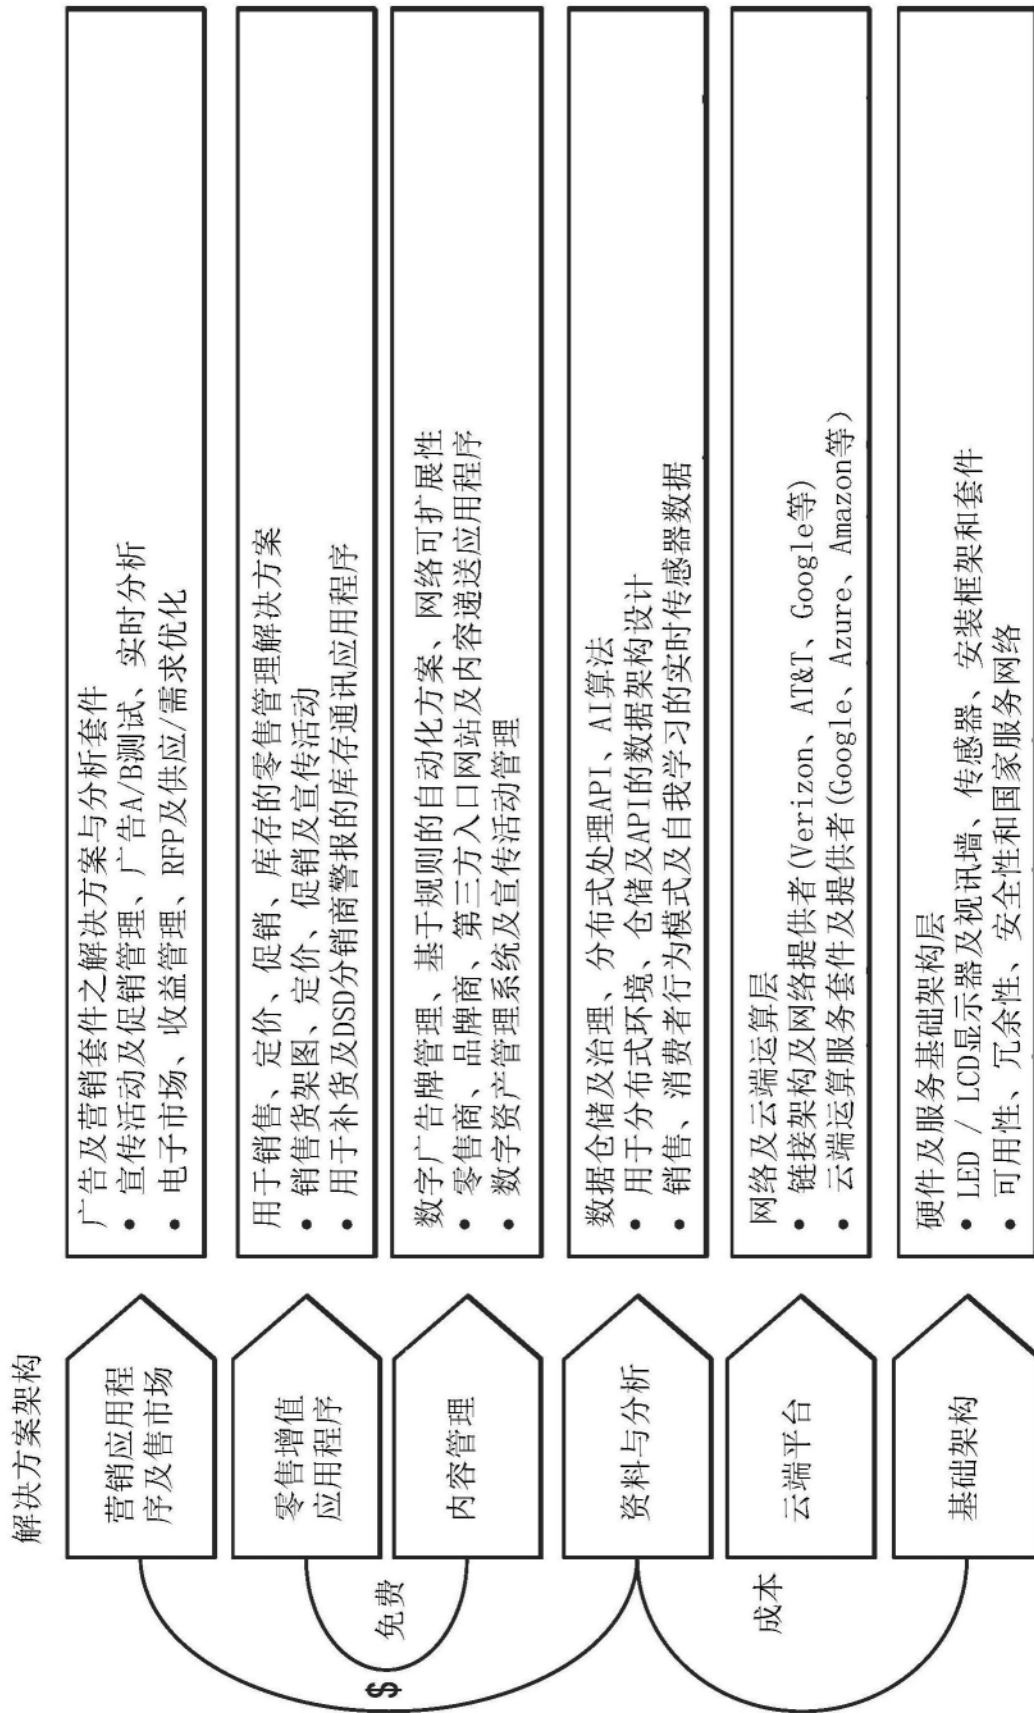 解决方案架构
营销应用程
序及售市场
广告及营销套件之解决方案与分析套件
• 宣传活动及促销管理、广告A/B测试、实时分析
• 电子市场、收益管理、RFP及供应/需求优化
零售增值
应用程序
用于销售、定价、促销、库存的零售管理解决方案
• 销售货架图、定价、促销及宣传活动
• 用于补货及DSD分销商警报的库存通讯应用程序
内容管理
数字广告牌管理、基于规则的自动化方案、网络可扩展性
• 零售商、品牌商、第三方入口网站及内容递送应用程序
• 数字资产管理系统及宣传活动管理
资料与分析
数据仓储及治理、分布式处理API、AI算法
• 用于分布式环境、仓储及API的数据架构设计
• 销售、消费者行为模式及自我学习的实时传感器数据
云端平台
网络及云端运算层
• 链接架构及网络提供者(Verizon、AT&T、Google等)
• 云端运算服务套件及提供者(Google、Azure、Amazon等)
基础架构
硬件及服务基础架构层
• LED / LCD显示器及视讯墙、传感器、安装框架和套件
• 可用性、冗余性、安全性和国家服务网络
$
免费
成本